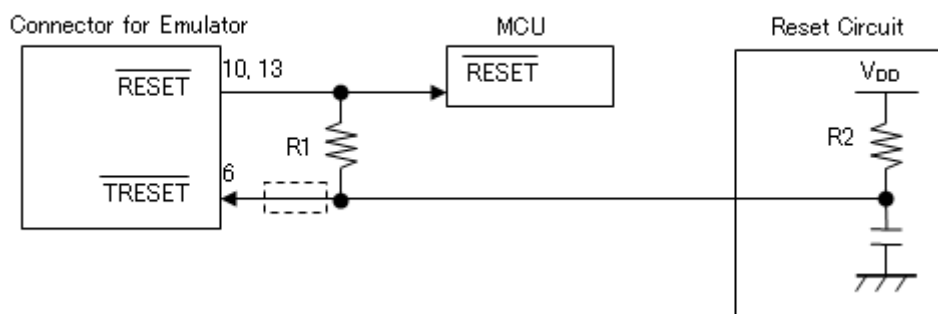 Connector for Emulator
MCU
Reset Circuit
RESET
10, 13
RESET
VDD
R1
R2
6
TRESET